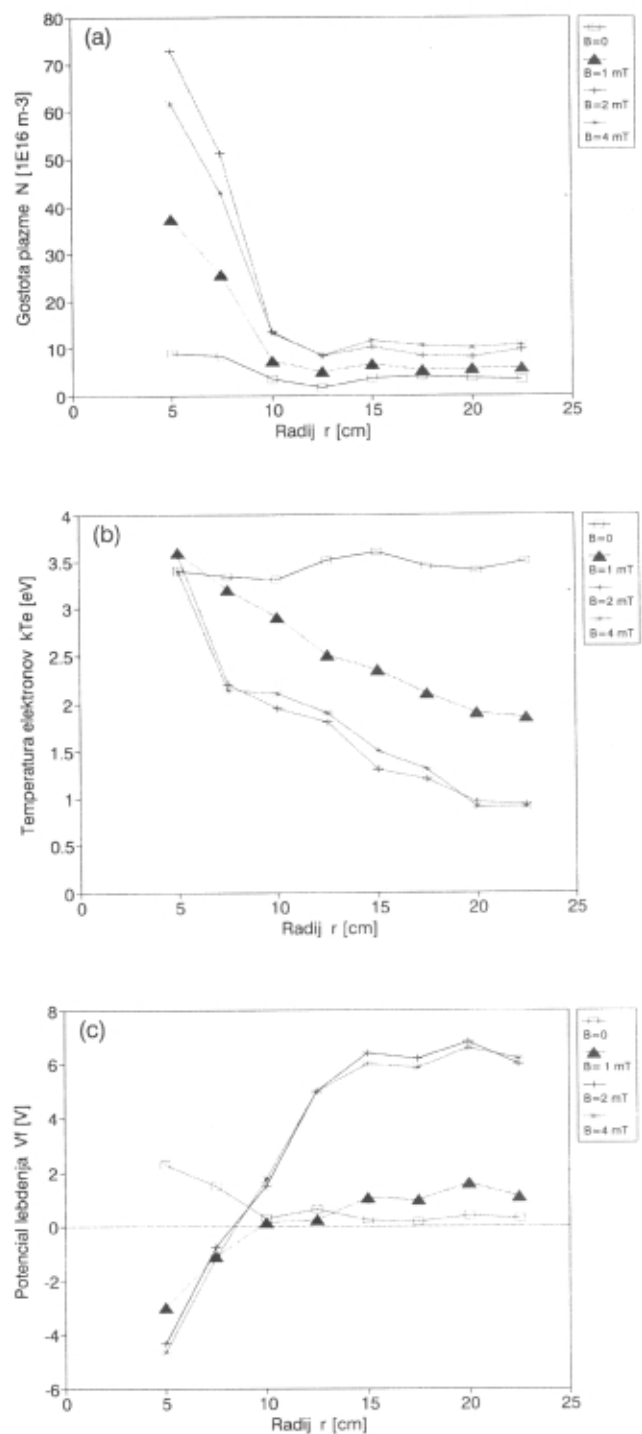 (a)
80
70
60
50
40
30
20
10
0
Gostota plazme N [1E16 m-3]
0 5 10 15 20 25
Radij r [cm]
B=0
B=1 mT
B=2 mT
B=4 mT
(b)
4
3.5
3
2.5
2
1.5
1
0.5
0
Temperatura elektronov kTe [eV]
0 5 10 15 20 25
Radij r [cm]
B=0
B=1 mT
B=2 mT
B=4 mT
(c)
8
6
4
2
0
-2
-4
-6
Potencial lebdenja Vf [V]
0 5 10 15 20 25
Radij r [cm]
B=0
B= 1 mT
B=2 mT
B=4 mT